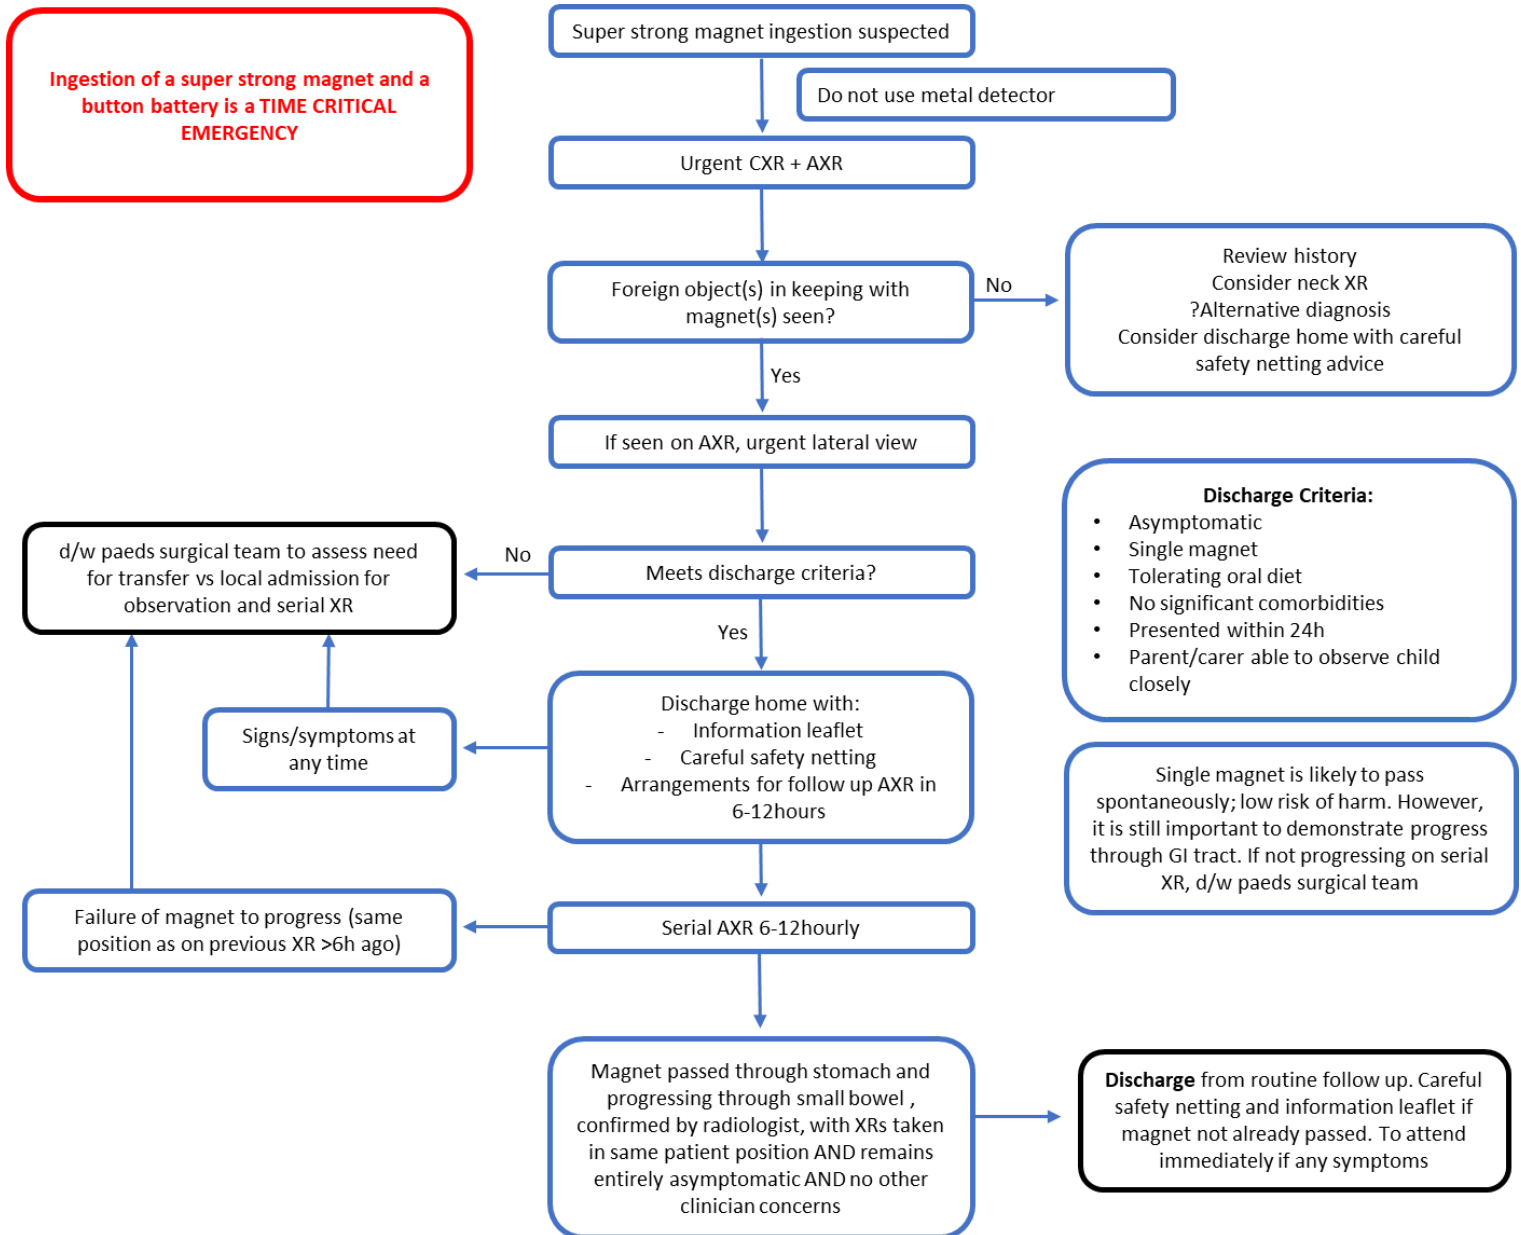 Ingestion of a super strong magnet and a
button battery is a TIME CRITICAL
EMERGENCY
Super strong magnet ingestion suspected
Do not use metal detector
Urgent CXR + AXR
Foreign object(s) in keeping with
magnet(s) seen?
No
Review history
Consider neck XR
?Alternative diagnosis
Consider discharge home with careful
safety netting advice
Yes
If seen on AXR, urgent lateral view
Discharge Criteria:
• Asymptomatic
• Single magnet
• Tolerating oral diet
• No significant comorbidities
• Presented within 24h
• Parent/carer able to observe child
closely
Meets discharge criteria?
No
d/w paeds surgical team to assess need
for transfer vs local admission for
observation and serial XR
Yes
Discharge home with:
- Information leaflet
- Careful safety netting
- Arrangements for follow up AXR in
6-12hours
Signs/symptoms at
any time
Single magnet is likely to pass
spontaneously; low risk of harm. However,
it is still important to demonstrate progress
through GI tract. If not progressing on serial
XR, d/w paeds surgical team
Serial AXR 6-12hourly
Failure of magnet to progress (same
position as on previous XR >6h ago)
Magnet passed through stomach and
progressing through small bowel ,
confirmed by radiologist, with XRs taken
in same patient position AND remains
entirely asymptomatic AND no other
clinician concerns
Discharge from routine follow up. Careful
safety netting and information leaflet if
magnet not already passed. To attend
immediately if any symptoms